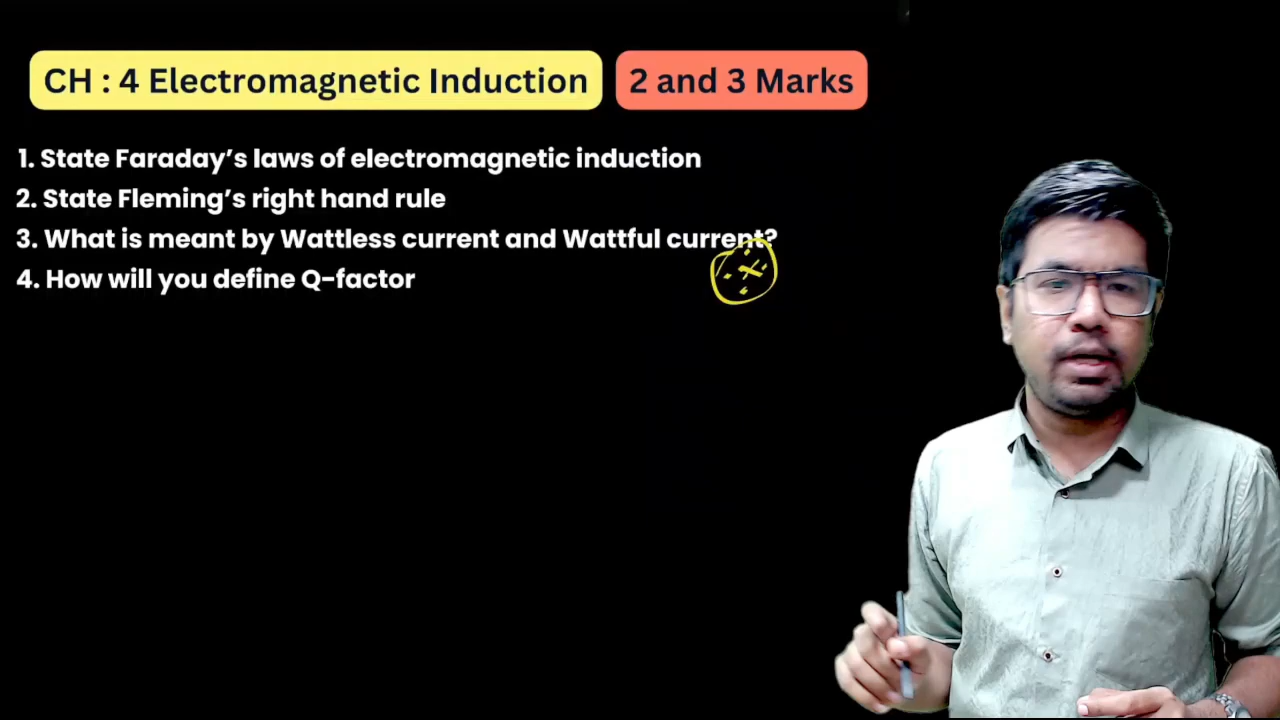 CH : 4 Electromagnetic Induction 2 and 3 Marks
1. State Faraday’s laws of electromagnetic induction
2. State Fleming’s right hand rule
3. What is meant by Wattless current and Wattful current?
4. How will you define Q-factor